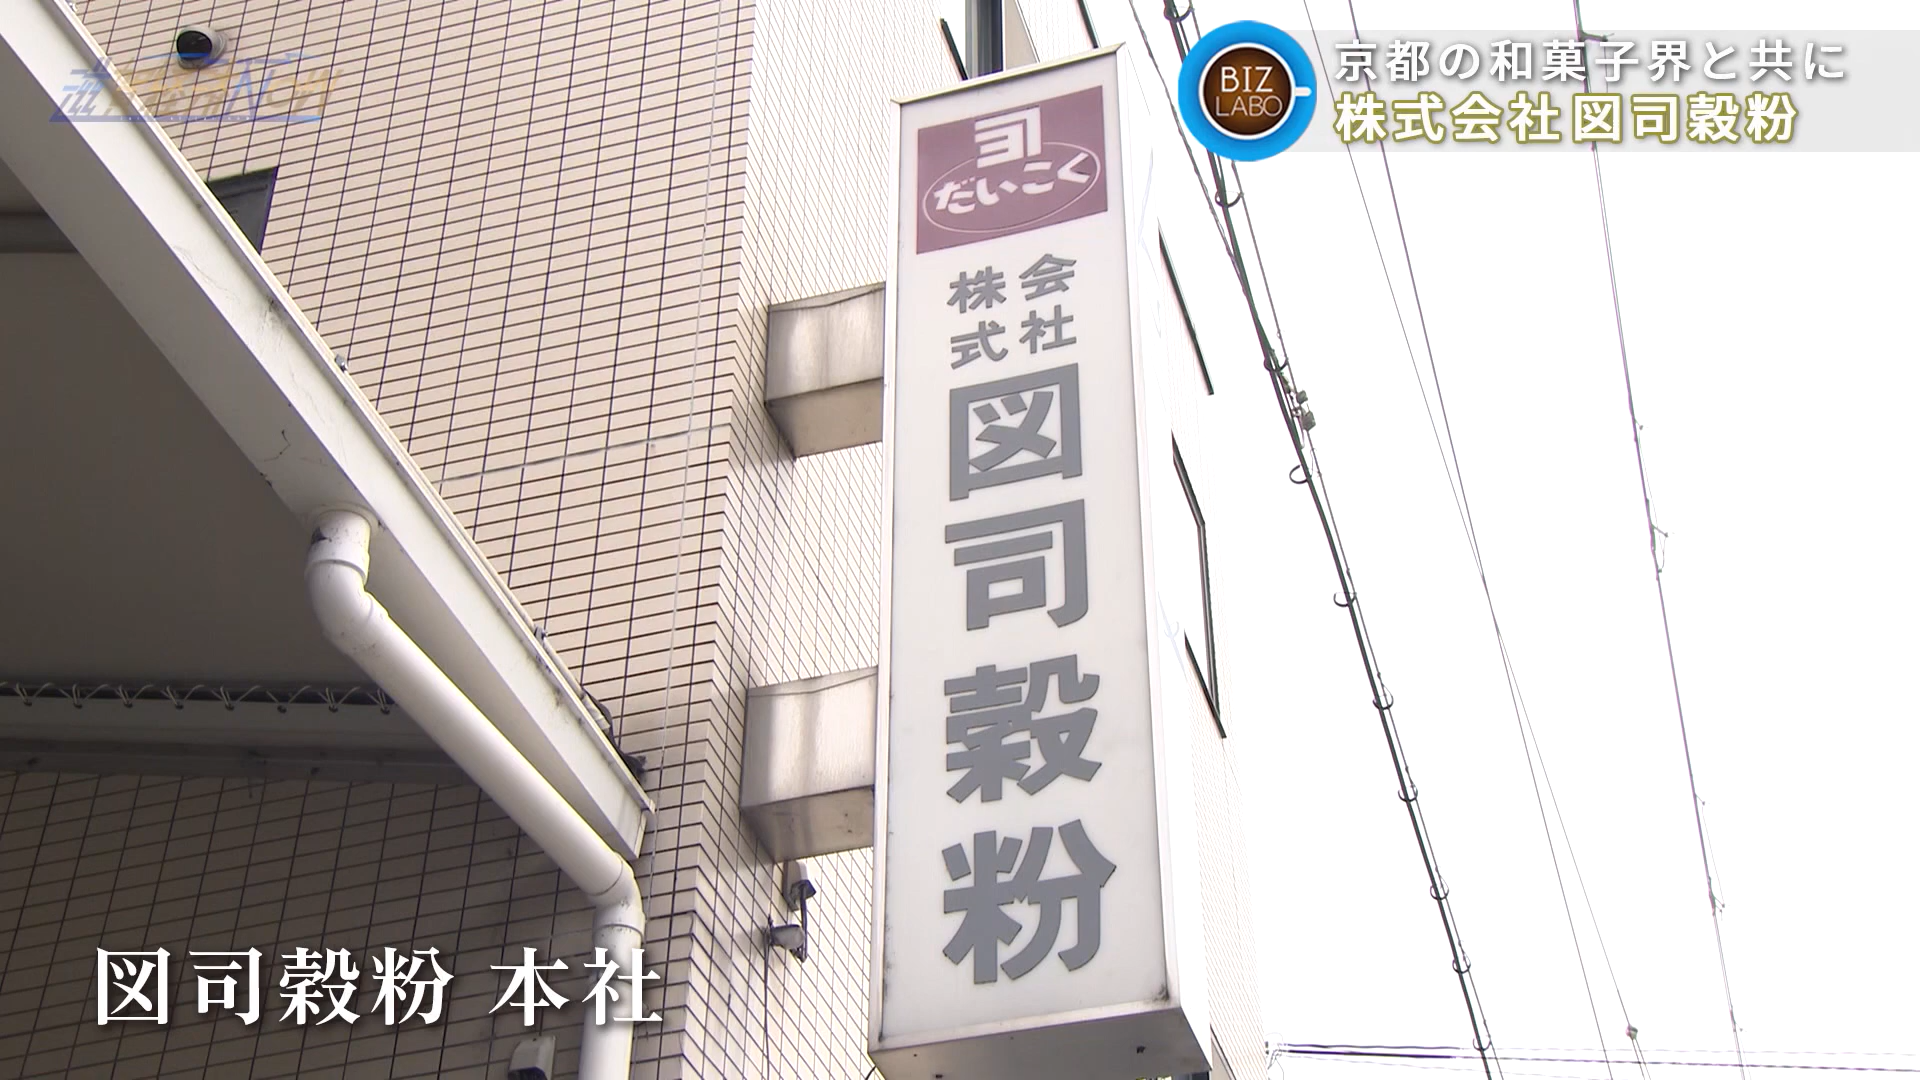 BIZ
LABO
京都の和菓子界と共に
株式会社図司穀粉
だいこく
株式
会社
図司穀粉
図司穀粉 本社